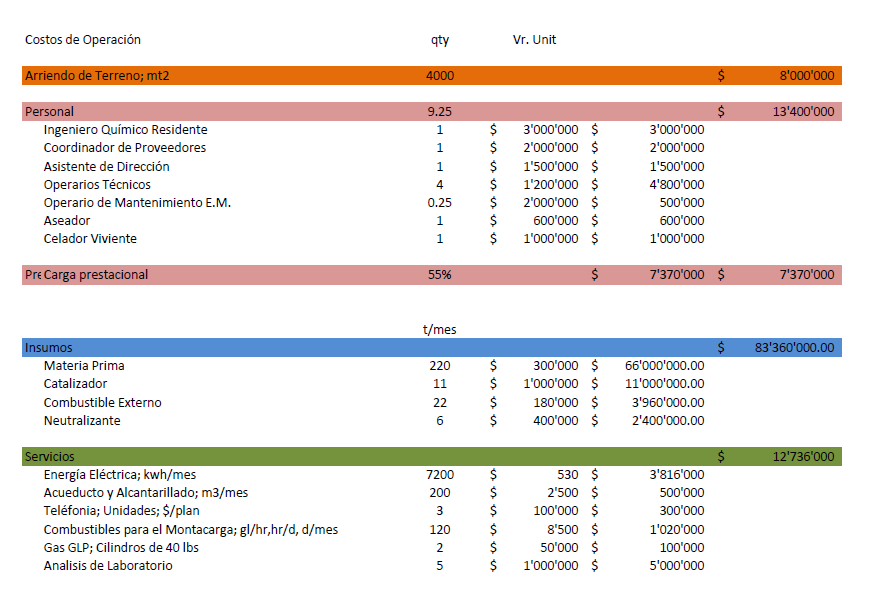 Costos de Operación qty Vr. Unit
Arriendo de Terreno; mt2 4000 $ 8'000'000
Personal 9.25 $ 13'400'000
Ingeniero Químico Residente 1 $ 3'000'000 $ 3'000'000
Coordinador de Proveedores 1 $ 2'000'000 $ 2'000'000
Asistente de Dirección 1 $ 1'500'000 $ 1'500'000
Operarios Técnicos 4 $ 1'200'000 $ 4'800'000
Operario de Mantenimiento E.M. 0.25 $ 2'000'000 $ 500'000
Aseador 1 $ 600'000 $ 600'000
Celador Viviente 1 $ 1'000'000 $ 1'000'000
Pre Carga prestacional 55% $ 7'370'000 $ 7'370'000
t/mes
Insumos $ 83'360'000.00
Materia Prima 220 $ 300'000 $ 66'000'000.00
Catalizador 11 $ 1'000'000 $ 11'000'000.00
Combustible Externo 22 $ 180'000 $ 3'960'000.00
Neutralizante 6 $ 400'000 $ 2'400'000.00
Servicios $ 12'736'000
Energía Eléctrica; kwh/mes 7200 $ 530 $ 3'816'000
Acueducto y Alcantarillado; m3/mes 200 $ 2'500 $ 500'000
Teléfonia; Unidades; $/plan 3 $ 100'000 $ 300'000
Combustibles para el Montacarga; gl/hr,hr/d, d/mes 120 $ 8'500 $ 1'020'000
Gas GLP; Cilindros de 40 lbs 2 $ 50'000 $ 100'000
Analisis de Laboratorio 5 $ 1'000'000 $ 5'000'000